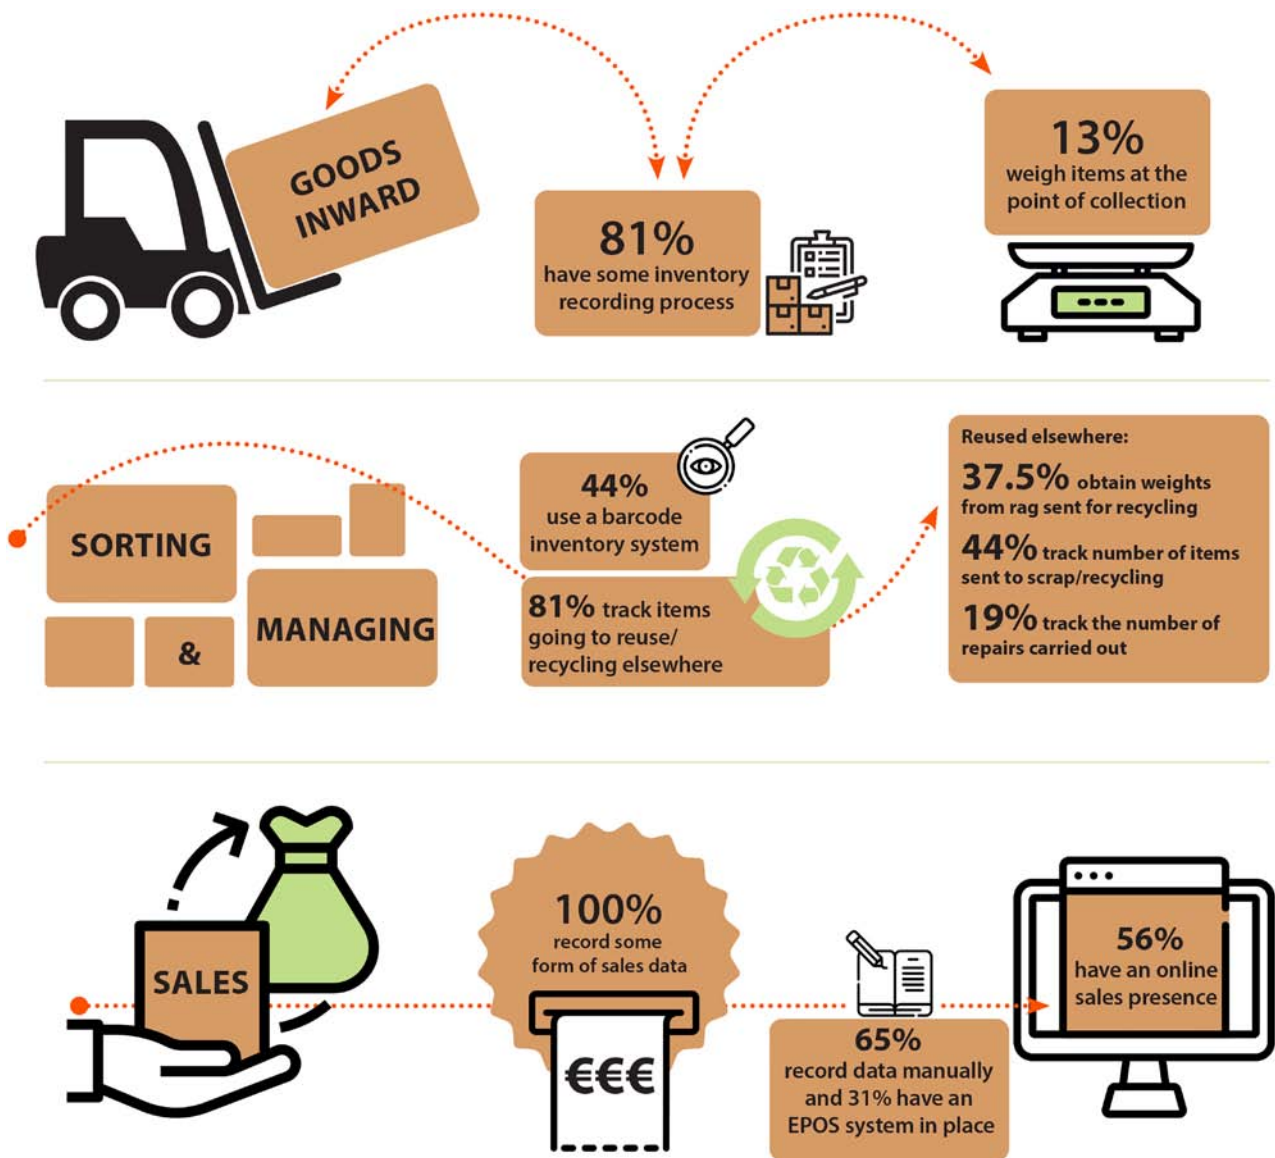 GOODS
INWARD
81%
have some inventory
recording process
13%
weigh items at the
point of collection
SORTING
&
MANAGING
44%
use a barcode
inventory system
81% track items
going to reuse/
recycling elsewhere
Reused elsewhere:
37.5% obtain weights
from rag sent for recycling
44% track number of items
sent to scrap/recycling
19% track the number of
repairs carried out
SALES
100%
record some
form of sales data
€€€
65%
record data manually
and 31% have an
EPOS system in place
56%
have an online
sales presence